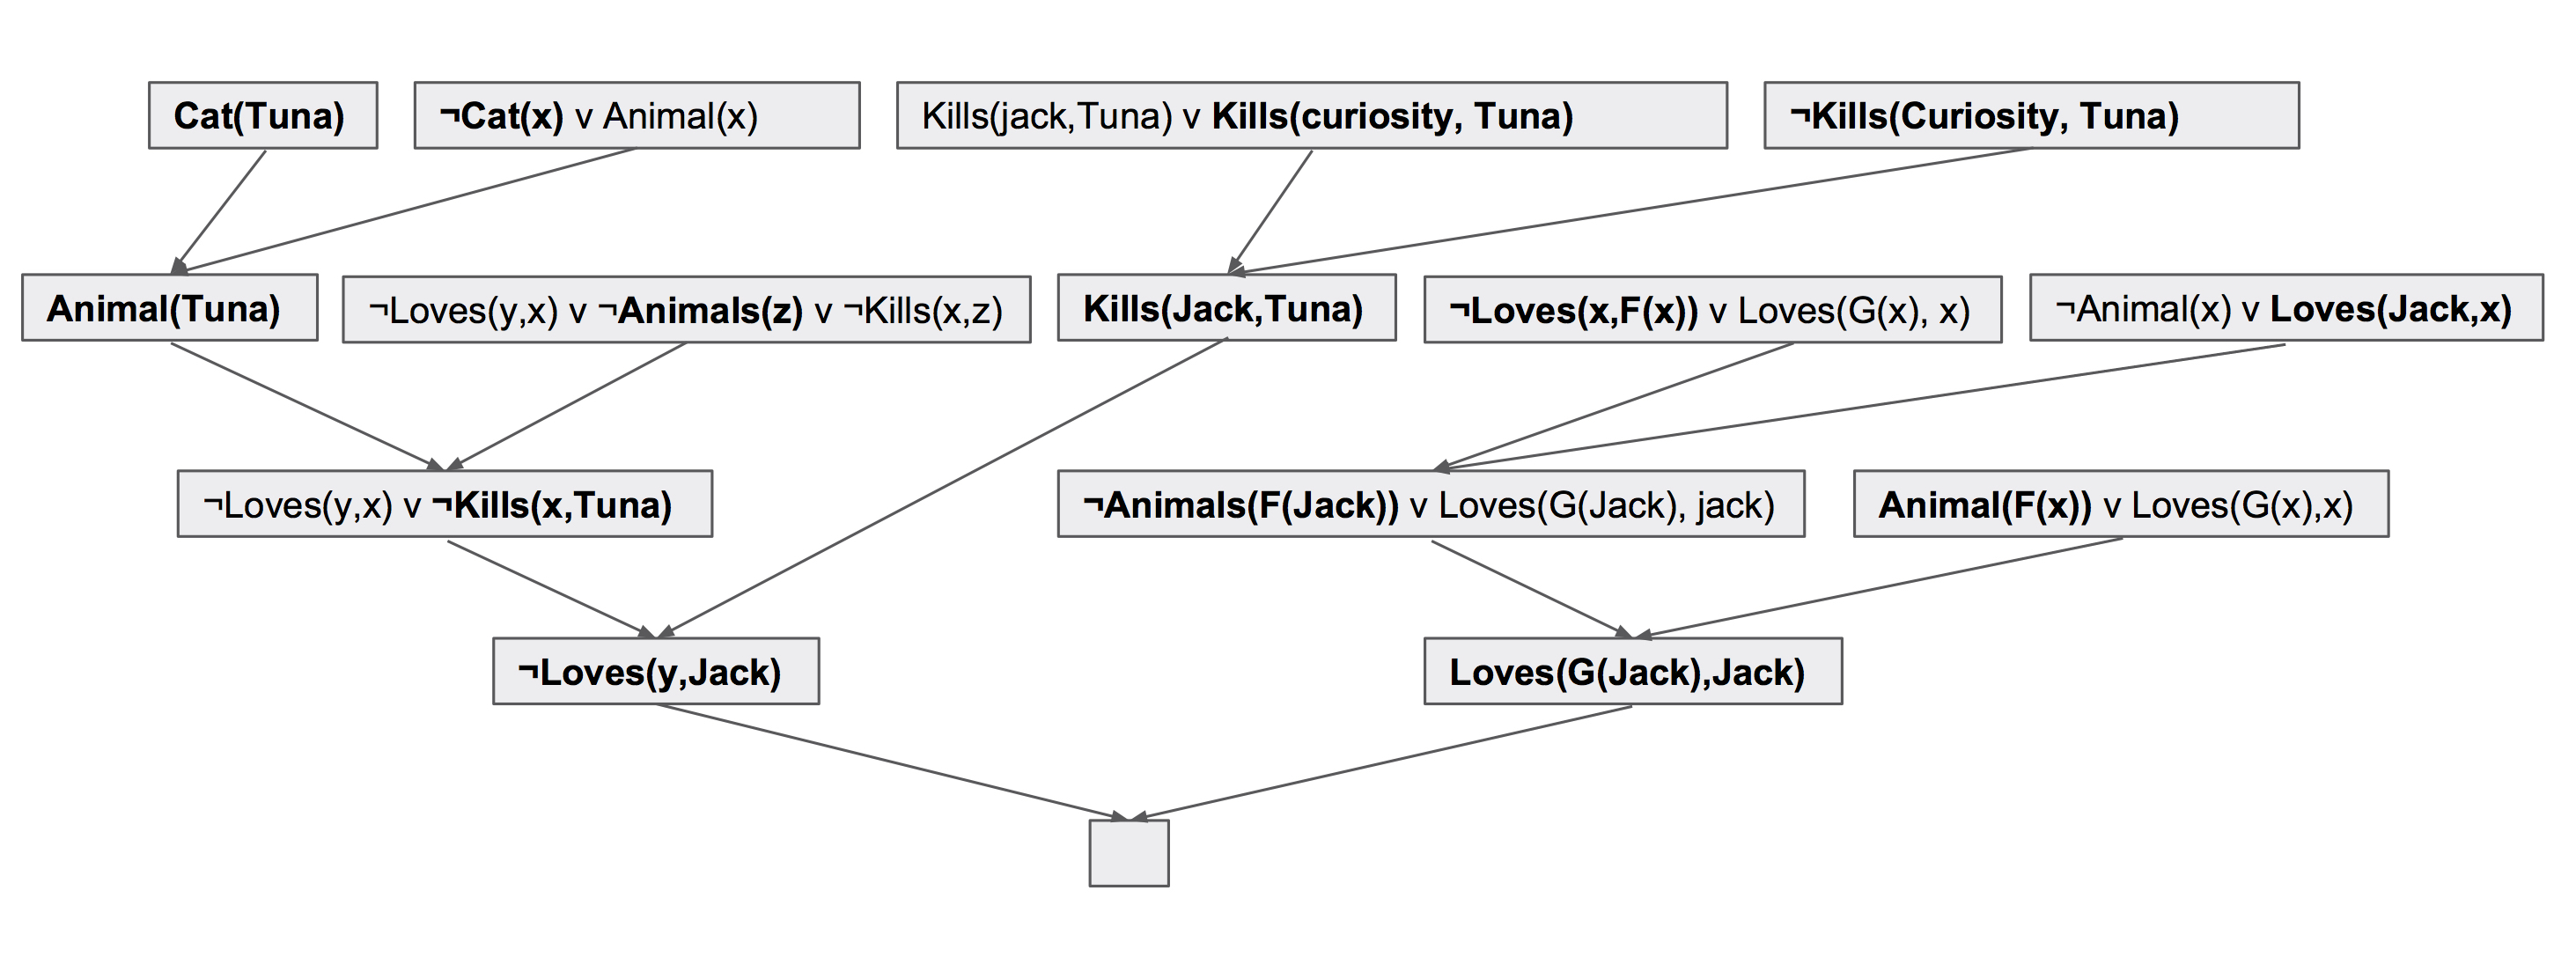 Cat(Tuna)
¬Cat(x) v Animal(x)
Kills(jack,Tuna) v Kills(curiosity, Tuna)
¬Kills(Curiosity, Tuna)
Animal(Tuna)
¬Loves(y,x) v ¬Animals(z) v ¬Kills(x,z)
Kills(Jack,Tuna)
¬Loves(x,F(x)) v Loves(G(x), x)
¬Animal(x) v Loves(Jack,x)
¬Loves(y,x) v ¬Kills(x,Tuna)
¬Animals(F(Jack)) v Loves(G(Jack), jack)
Animal(F(x)) v Loves(G(x),x)
¬Loves(y,Jack)
Loves(G(Jack),Jack)